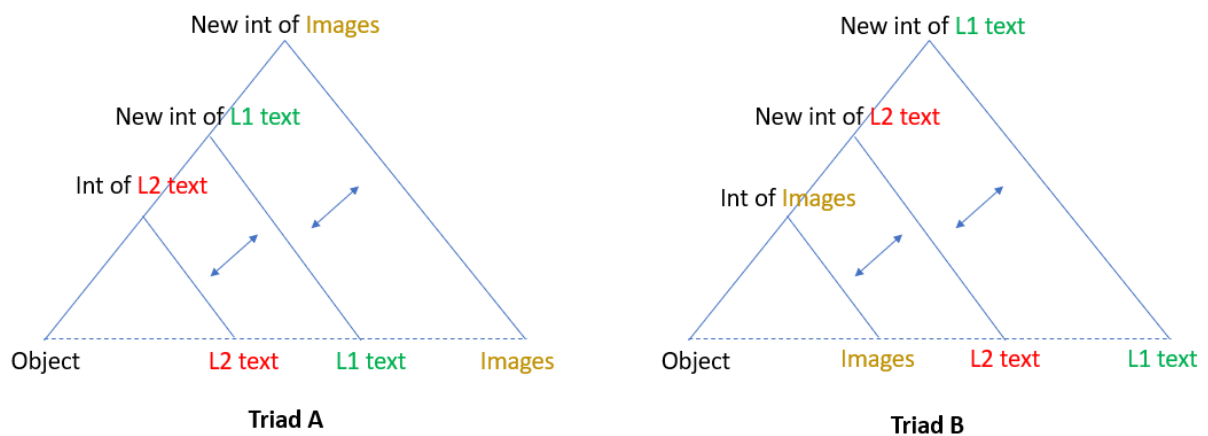 New int of Images
New int of L1 text
Int of L2 text
Object
L2 text
L1 text
Images
Triad A
New int of L1 text
New int of L2 text
Int of Images
Object
Images
L2 text
L1 text
Triad B